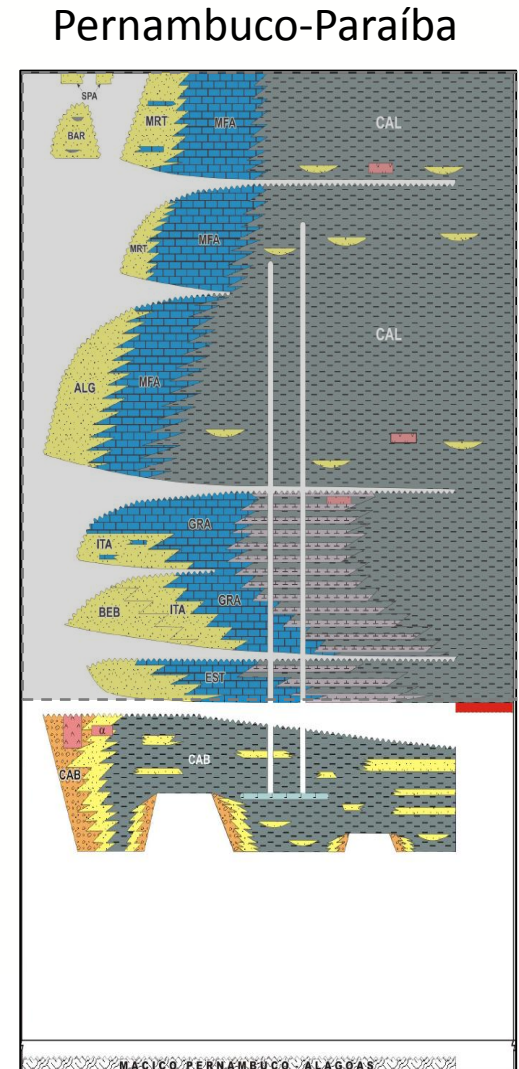 Pernambuco-Paraíba
SPA
BAR
MRT
MFA
CAL
MRT
MFA
CAL
ALG
MFA
GRA
ITA
BEB
ITA
GRA
EST
α
CAB
CAB
MACIÇO PERNAMBUCO - ALAGOAS